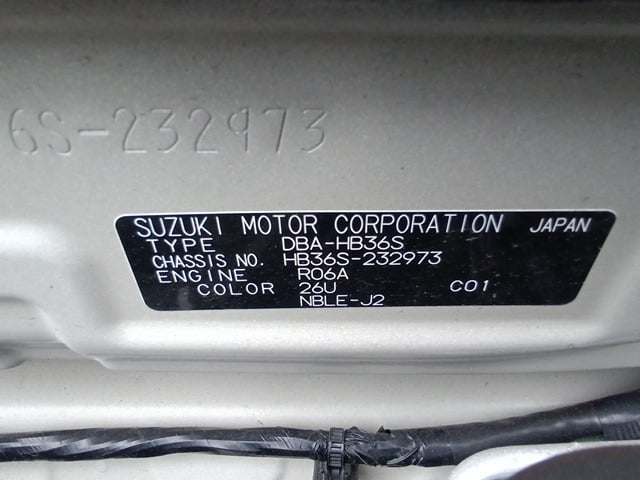 6S-232973
SUZUKI MOTOR CORPORATION JAPAN
TYPE DBA-HB36S
CHASSIS NO. HB36S-232973
ENGINE R06A
COLOR 26U C01
NBLE-J2